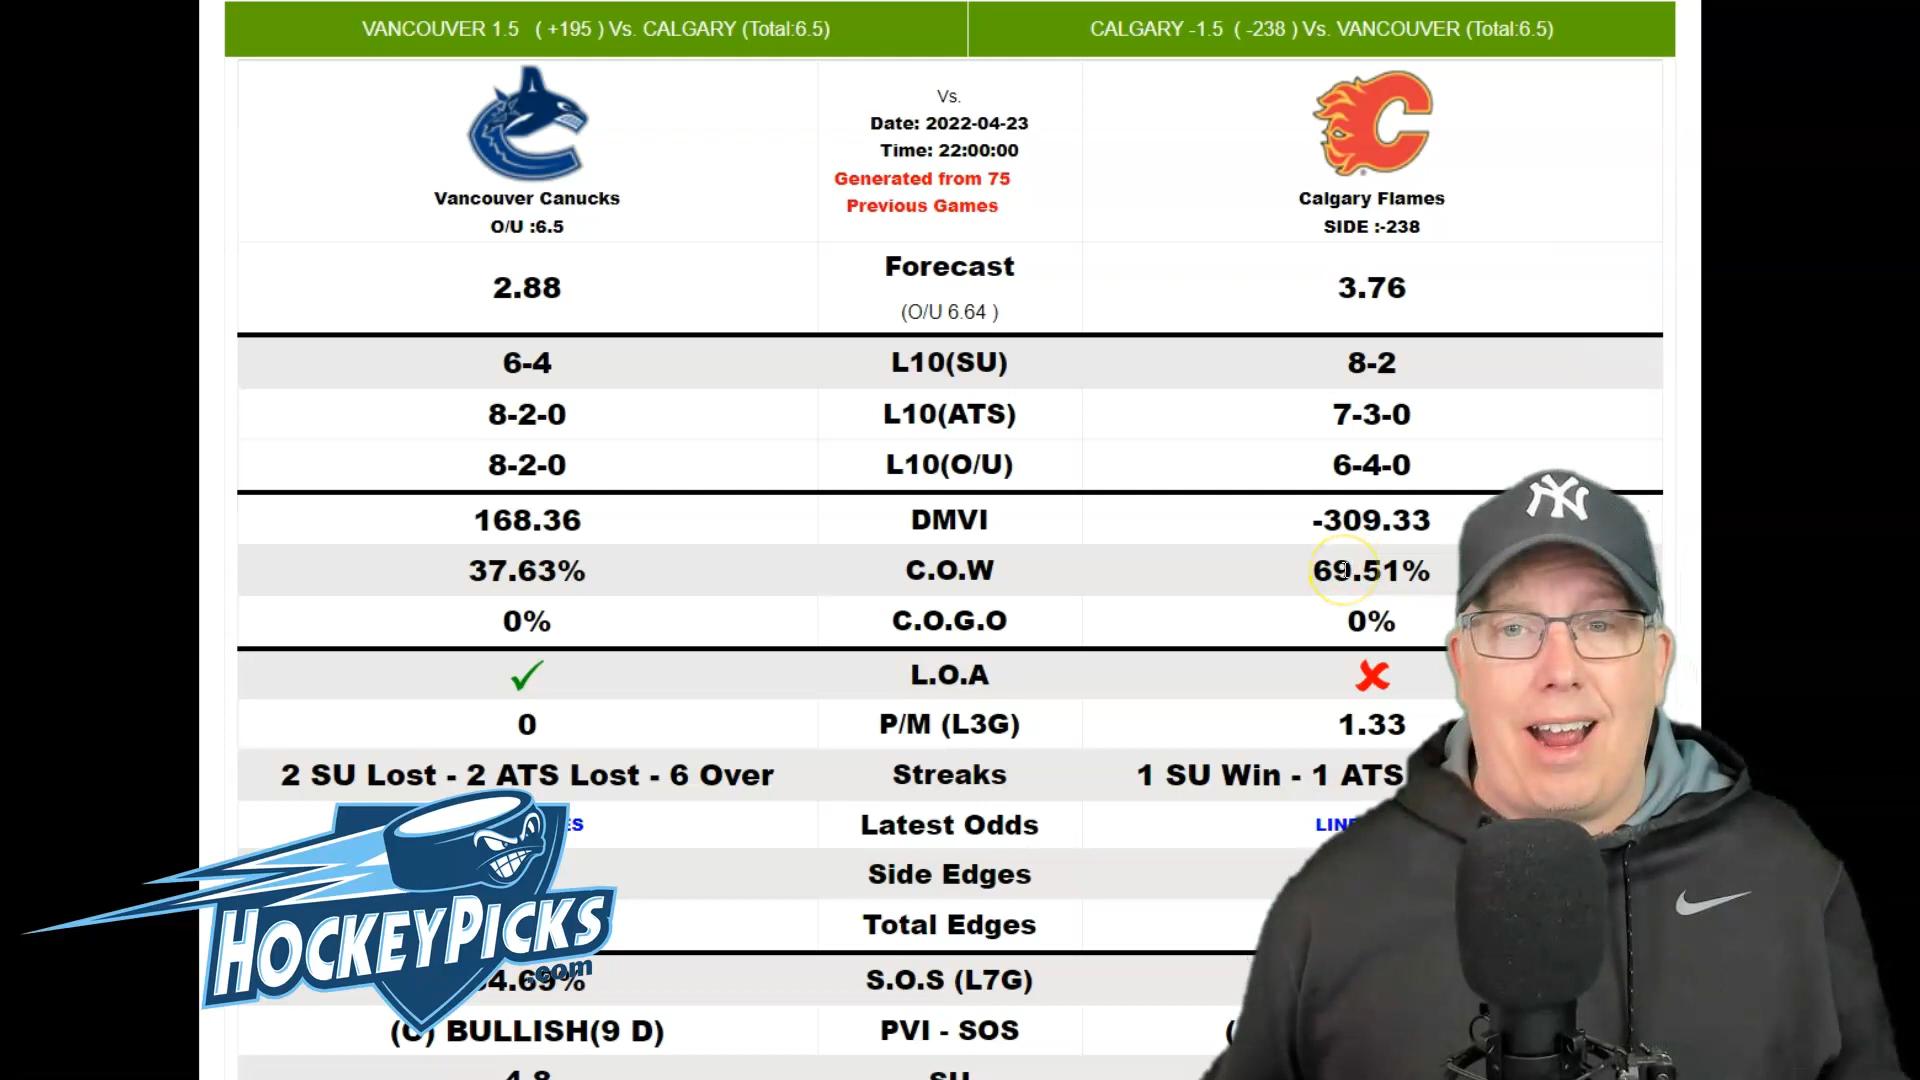 VANCOUVER 1.5 ( +195 ) Vs. CALGARY (Total:6.5)
CALGARY -1.5 ( -238 ) Vs. VANCOUVER (Total:6.5)
Vs.
Date: 2022-04-23
Time: 22:00:00
Generated from 75
Previous Games
Vancouver Canucks
O/U :6.5
Calgary Flames
SIDE :-238
2.88
Forecast
(O/U 6.64 )
3.76
6-4 L10(SU) 8-2
8-2-0 L10(ATS) 7-3-0
8-2-0 L10(O/U) 6-4-0
168.36 DMVI -309.33
37.63% C.O.W 69.51%
0% C.O.G.O 0%
L.O.A
0 P/M (L3G) 1.33
2 SU Lost - 2 ATS Lost - 6 Over Streaks 1 SU Win - 1 ATS
Latest Odds
Side Edges
Total Edges
S.O.S (L7G)
BULLISH(9 D) PVI - SOS
SU
HOCKEYPICKS
.com
NY